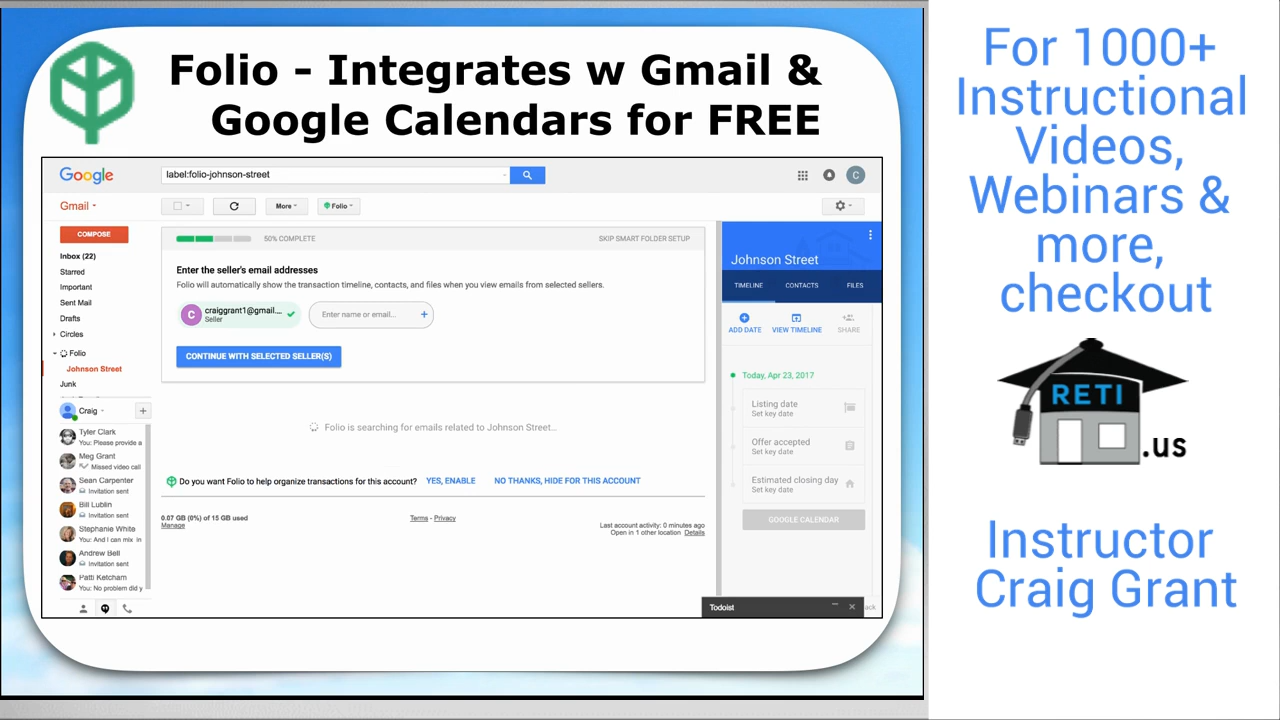 Folio - Integrates w Gmail &
Google Calendars for FREE
Google
label:folio-johnson-street
C
Gmail
More
Folio
COMPOSE
Inbox (22)
Starred
Important
Sent Mail
Drafts
Circles
Folio
Johnson Street
Junk
Craig
Tyler Clark
You: Please provide a
Meg Grant
Missed video call
Sean Carpenter
Invitation sent
Bill Lublin
Invitation sent
Stephanie White
You: And I can mix in
Andrew Bell
Invitation sent
Patti Ketcham
You: No problem did y
50% COMPLETE
SKIP SMART FOLDER SETUP
Enter the seller's email addresses
Folio will automatically show the transaction timeline, contacts, and files when you view emails from selected sellers.
C
craiggrant1@gmail....
Seller
Enter name or email...
+
CONTINUE WITH SELECTED SELLER(S)
Folio is searching for emails related to Johnson Street...
Do you want Folio to help organize transactions for this account? YES, ENABLE NO THANKS, HIDE FOR THIS ACCOUNT
0.07 GB (0%) of 15 GB used
Manage
Terms - Privacy
Last account activity: 0 minutes ago
Open in 1 other location Details
Johnson Street
TIMELINE CONTACTS FILES
ADD DATE VIEW TIMELINE SHARE
Today, Apr 23, 2017
Listing date
Set key date
Offer accepted
Set key date
Estimated closing day
Set key date
GOOGLE CALENDAR
Todoist
ack
For 1000+
Instructional
Videos,
Webinars &
more,
checkout
RETI
.us
Instructor
Craig Grant